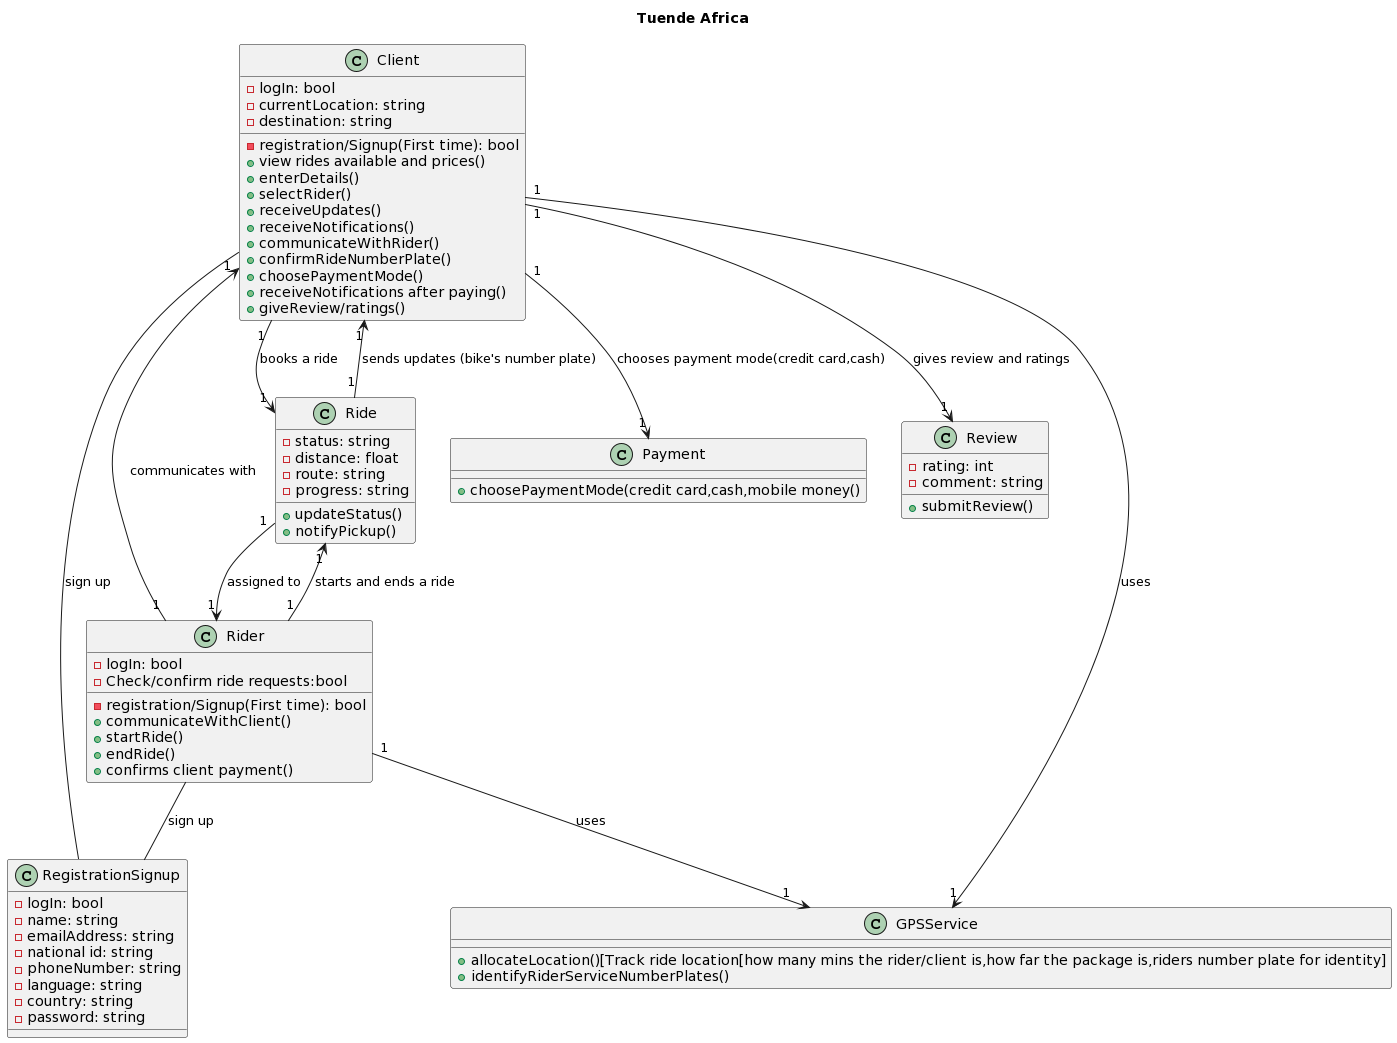 Tuende Africa
C Client
logIn: bool
currentLocation: string
destination: string
registration/Signup(First time): bool
view rides available and prices()
enterDetails()
selectRider()
receiveUpdates()
receiveNotifications()
communicateWithRider()
confirmRideNumberPlate()
choosePaymentMode()
receiveNotifications after paying()
giveReview/ratings()
1
1
1
1
1
1
books a ride
sends updates (bike's number plate)
chooses payment mode(credit card,cash)
gives review and ratings
1
1
1
1
C Ride
status: string
distance: float
route: string
progress: string
updateStatus()
notifyPickup()
C Payment
choosePaymentMode(credit card,cash,mobile money()
C Review
rating: int
comment: string
submitReview()
communicates with
1
1
sign up
assigned to
starts and ends a ride
uses
1
1
1
C Rider
logIn: bool
Check/confirm ride requests:bool
registration/Signup(First time): bool
communicateWithClient()
startRide()
endRide()
confirms client payment()
1
sign up
uses
1
1
C RegistrationSignup
logIn: bool
name: string
emailAddress: string
national id: string
phoneNumber: string
language: string
country: string
password: string
C GPSService
allocateLocation()[Track ride location[how many mins the rider/client is,how far the package is,riders number plate for identity]
identifyRiderServiceNumberPlates()